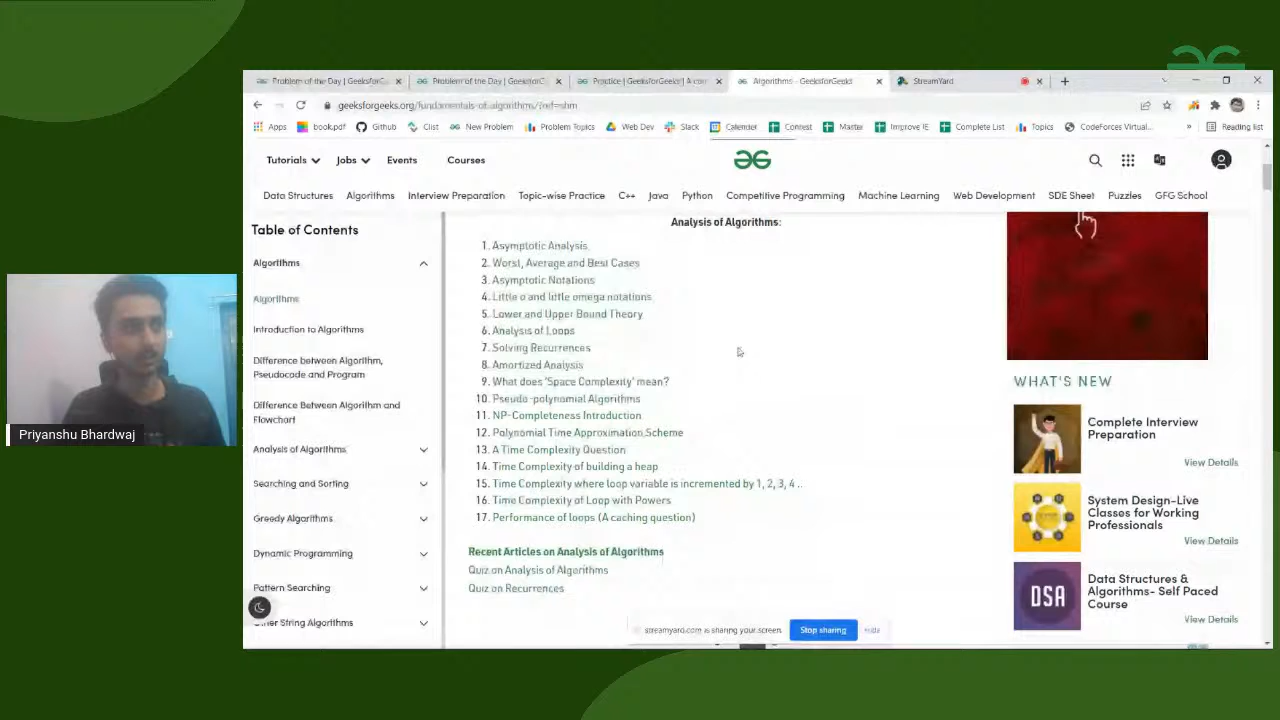 Problem of the Day | GeeksforG
Problem of the Day | GeeksforG
Practice | GeeksforGeeks | A com
Algorithms - GeeksforGeeks
StreamYard
geeksforgeeks.org/fundamentals-of-algorithms/?ref=shm
Apps
book.pdf
Github
Clist
New Problem
Problem Topics
Web Dev
Slack
Calender
Contest
Master
Improve IE
Complete List
Topics
CodeForces Virtual...
Reading list
Tutorials
Jobs
Events
Courses
Data Structures
Algorithms
Interview Preparation
Topic-wise Practice
C++
Java
Python
Competitive Programming
Machine Learning
Web Development
SDE Sheet
Puzzles
GFG School
Table of Contents
Algorithms
Algorithms
Introduction to Algorithms
Difference between Algorithm,
Pseudocode and Program
Difference Between Algorithm and
Flowchart
Analysis of Algorithms
Searching and Sorting
Greedy Algorithms
Dynamic Programming
Pattern Searching
Other String Algorithms
Analysis of Algorithms:
1. Asymptotic Analysis
2. Worst, Average and Best Cases
3. Asymptotic Notations
4. Little o and little omega notations
5. Lower and Upper Bound Theory
6. Analysis of Loops
7. Solving Recurrences
8. Amortized Analysis
9. What does 'Space Complexity' mean?
10. Pseudo-polynomial Algorithms
11. NP-Completeness Introduction
12. Polynomial Time Approximation Scheme
13. A Time Complexity Question
14. Time Complexity of building a heap
15. Time Complexity where loop variable is incremented by 1, 2, 3, 4 ..
16. Time Complexity of Loop with Powers
17. Performance of loops (A caching question)
Recent Articles on Analysis of Algorithms
Quiz on Analysis of Algorithms
Quiz on Recurrences
WHAT'S NEW
Complete Interview
Preparation
View Details
System Design-Live
Classes for Working
Professionals
View Details
DSA
Data Structures &
Algorithms- Self Paced
Course
View Details
streamyard.com is sharing your screen.
Stop sharing
Hide
Priyanshu Bhardwaj